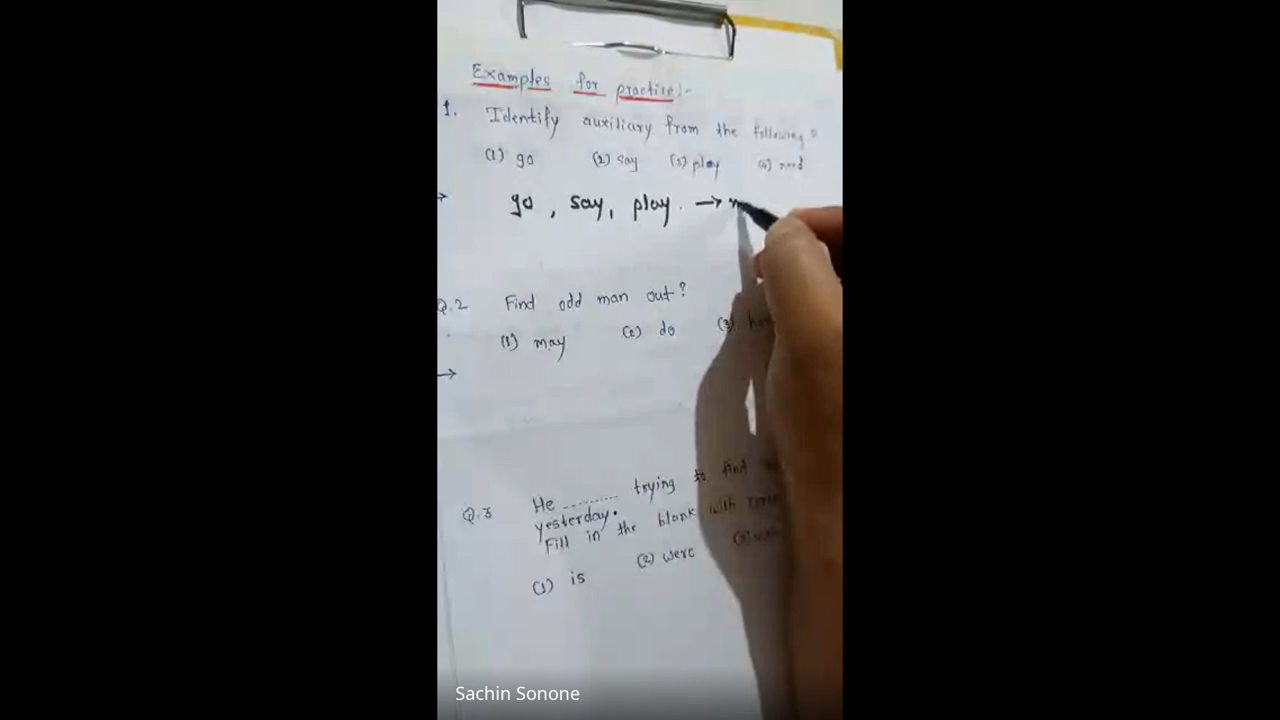 Examples for practice:-
1. Identify auxiliary from the following?
(1) go (2) say (3) play (4) need
→ go, say, play. →
Q.2 Find odd man out?
(1) may (2) do (3)
→
Q.3 He ......... trying to find
yesterday.
Fill in the blank with
(1) is (2) were (3)
Sachin Sonone